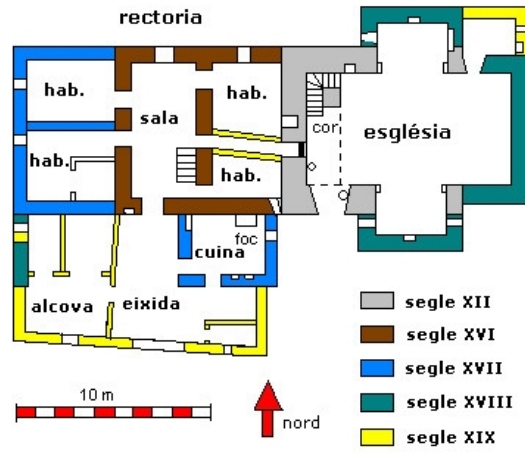 rectoria
hab.
hab.
sala
cor
església
hab.
hab.
foc
cuina
alcova
eixida
segle XII
segle XVI
segle XVII
segle XVIII
segle XIX
10 m
nord